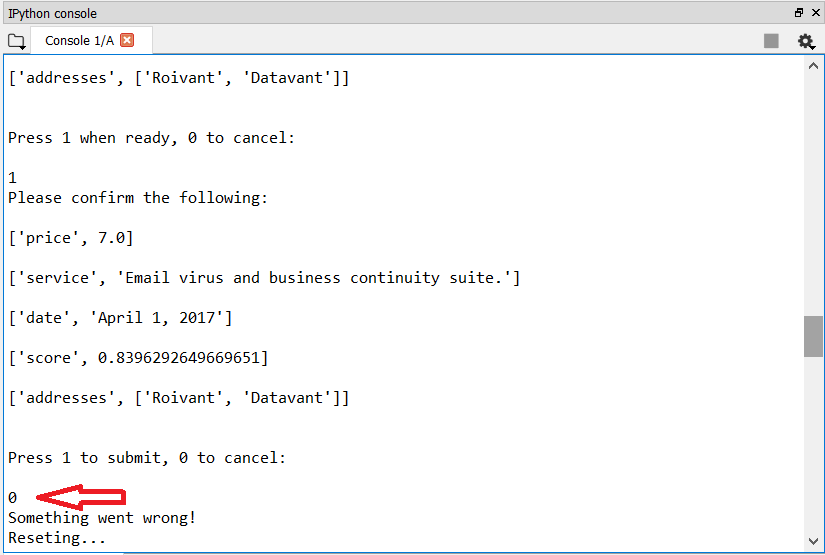 IPython console
Console 1/A
['addresses', ['Roivant', 'Datavant']]
Press 1 when ready, 0 to cancel:
1
Please confirm the following:
['price', 7.0]
['service', 'Email virus and business continuity suite.']
['date', 'April 1, 2017']
['score', 0.8396292649669651]
['addresses', ['Roivant', 'Datavant']]
Press 1 to submit, 0 to cancel:
0
Something went wrong!
Reseting...